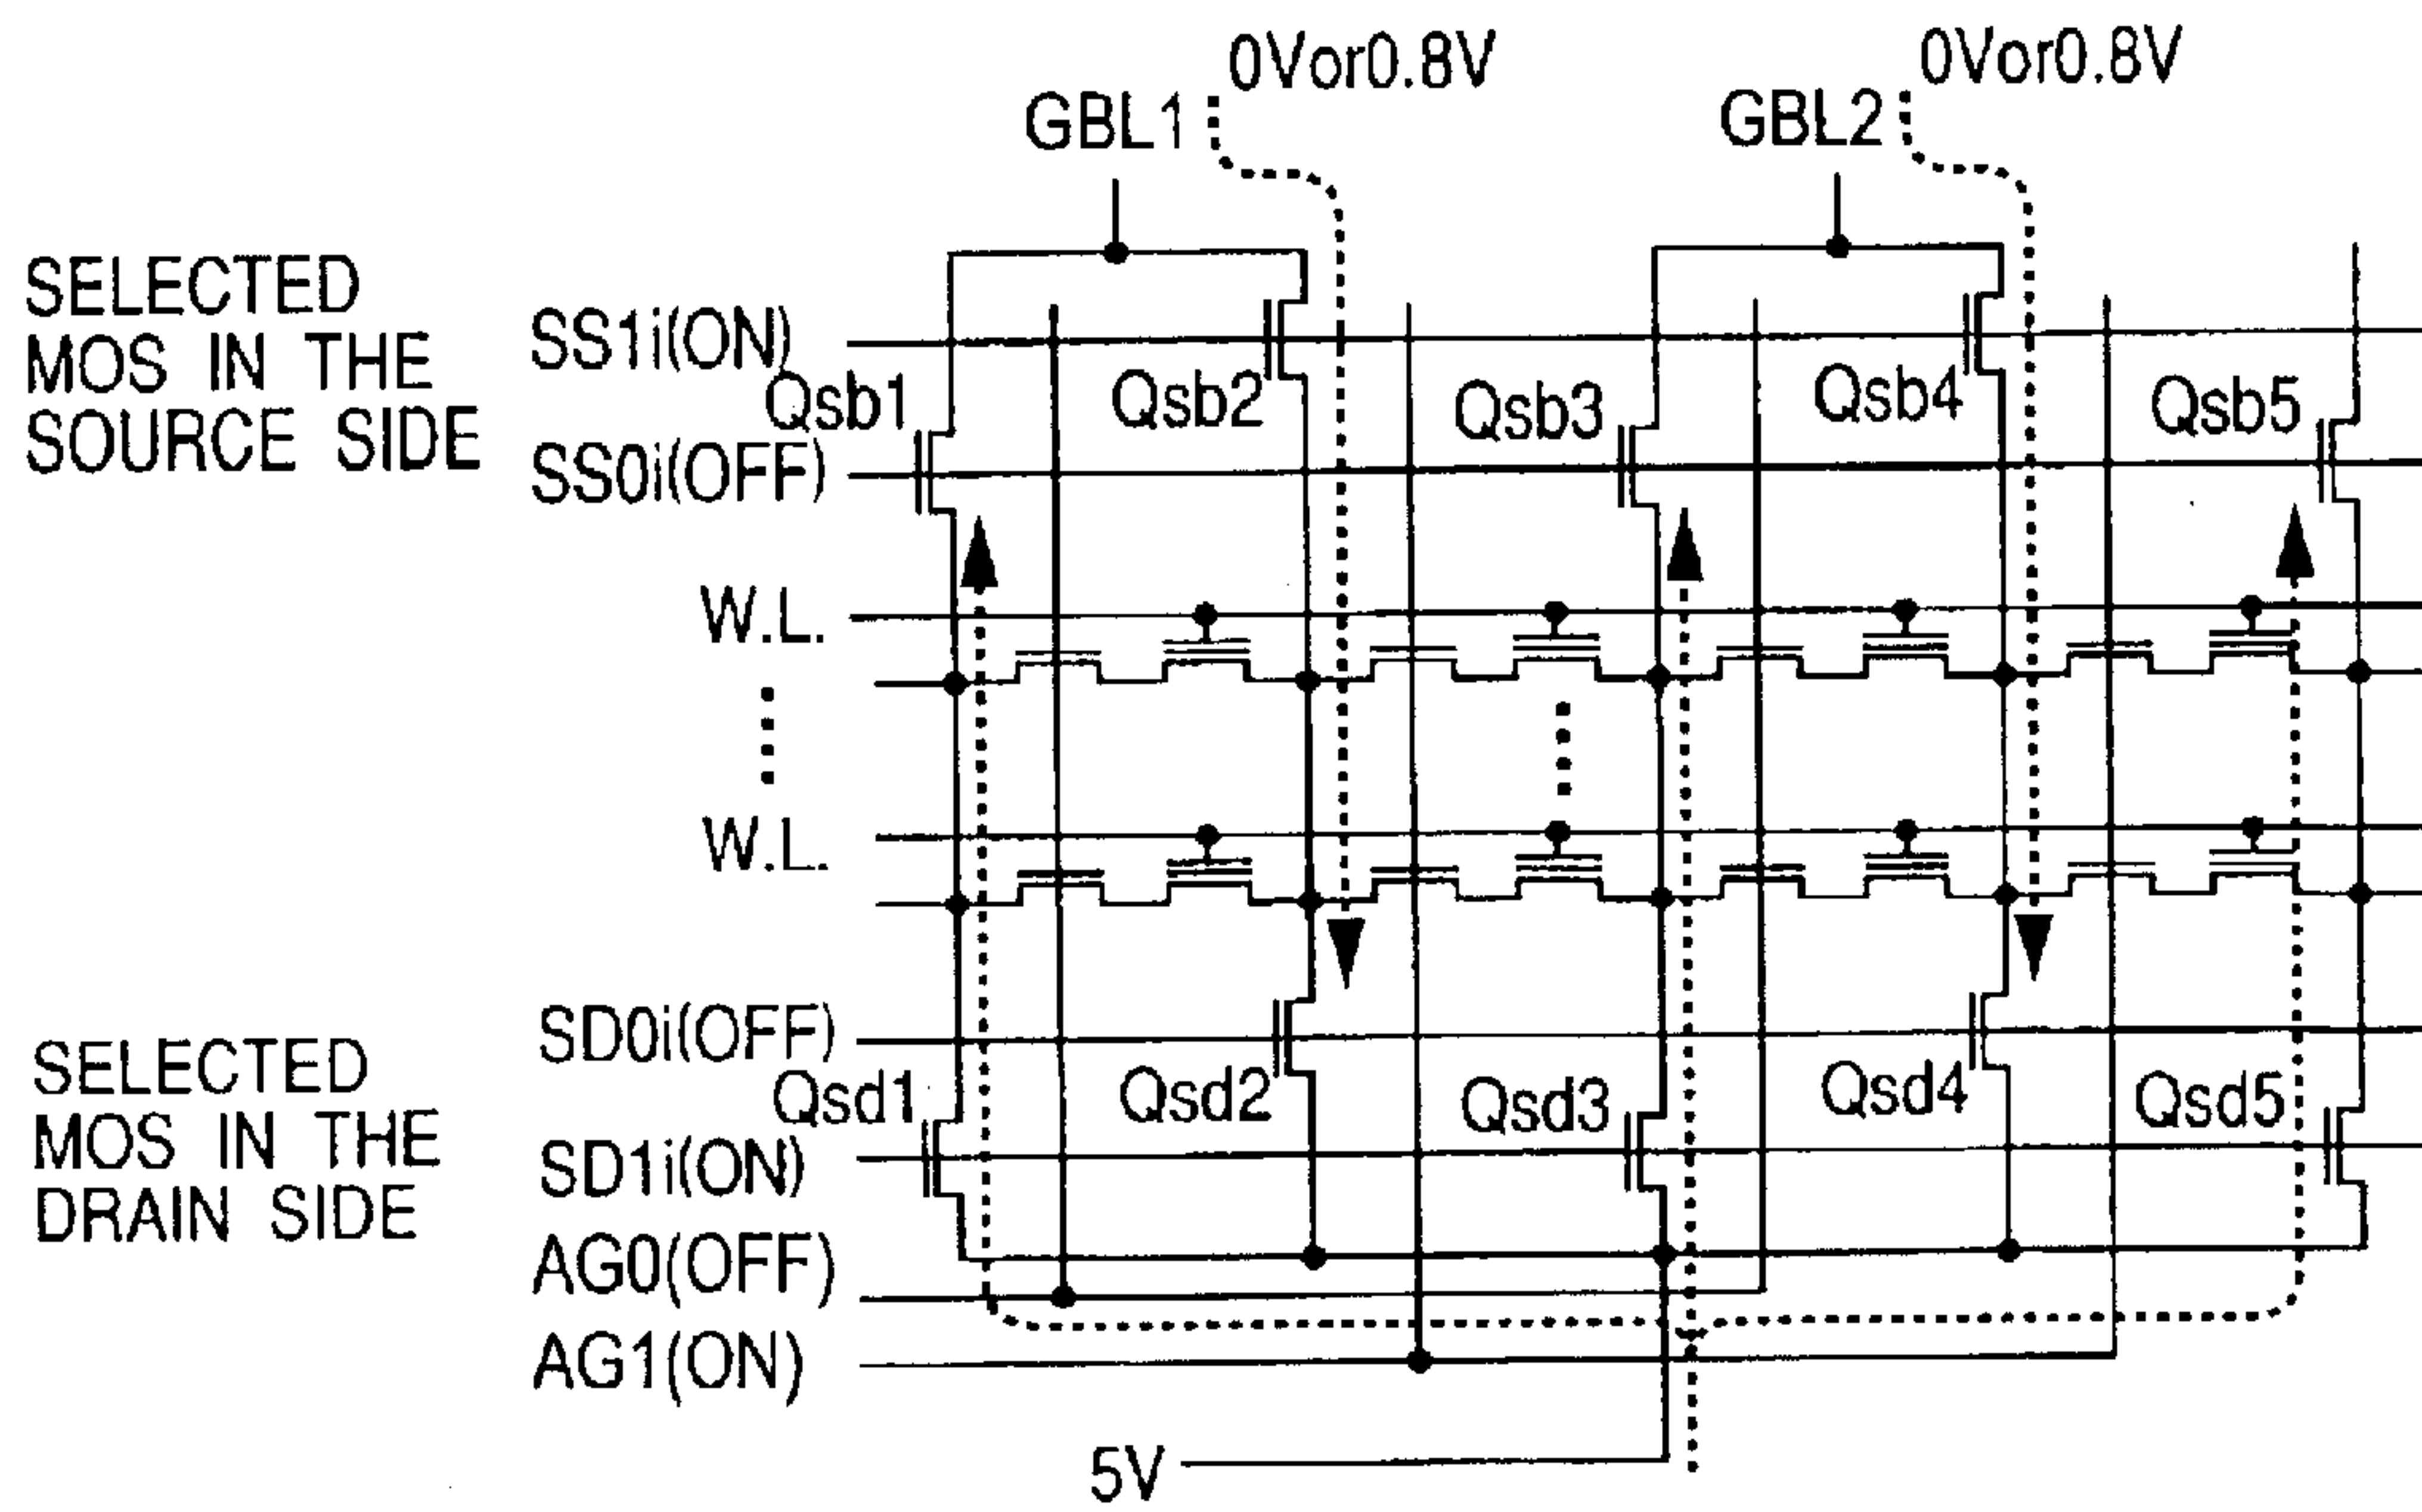 0Vor0.8V
0Vor0.8V
GBL1
GBL2
SELECTED
MOS IN THE
SOURCE SIDE
SS1i(ON)
Qsb1
Qsb2
Qsb3
Qsb4
Qsb5
SS0i(OFF)
W.L.
W.L.
SELECTED
MOS IN THE
DRAIN SIDE
SD0i(OFF)
Qsd1
Qsd2
Qsd3
Qsd4
Qsd5
SD1i(ON)
AG0(OFF)
AG1(ON)
5V